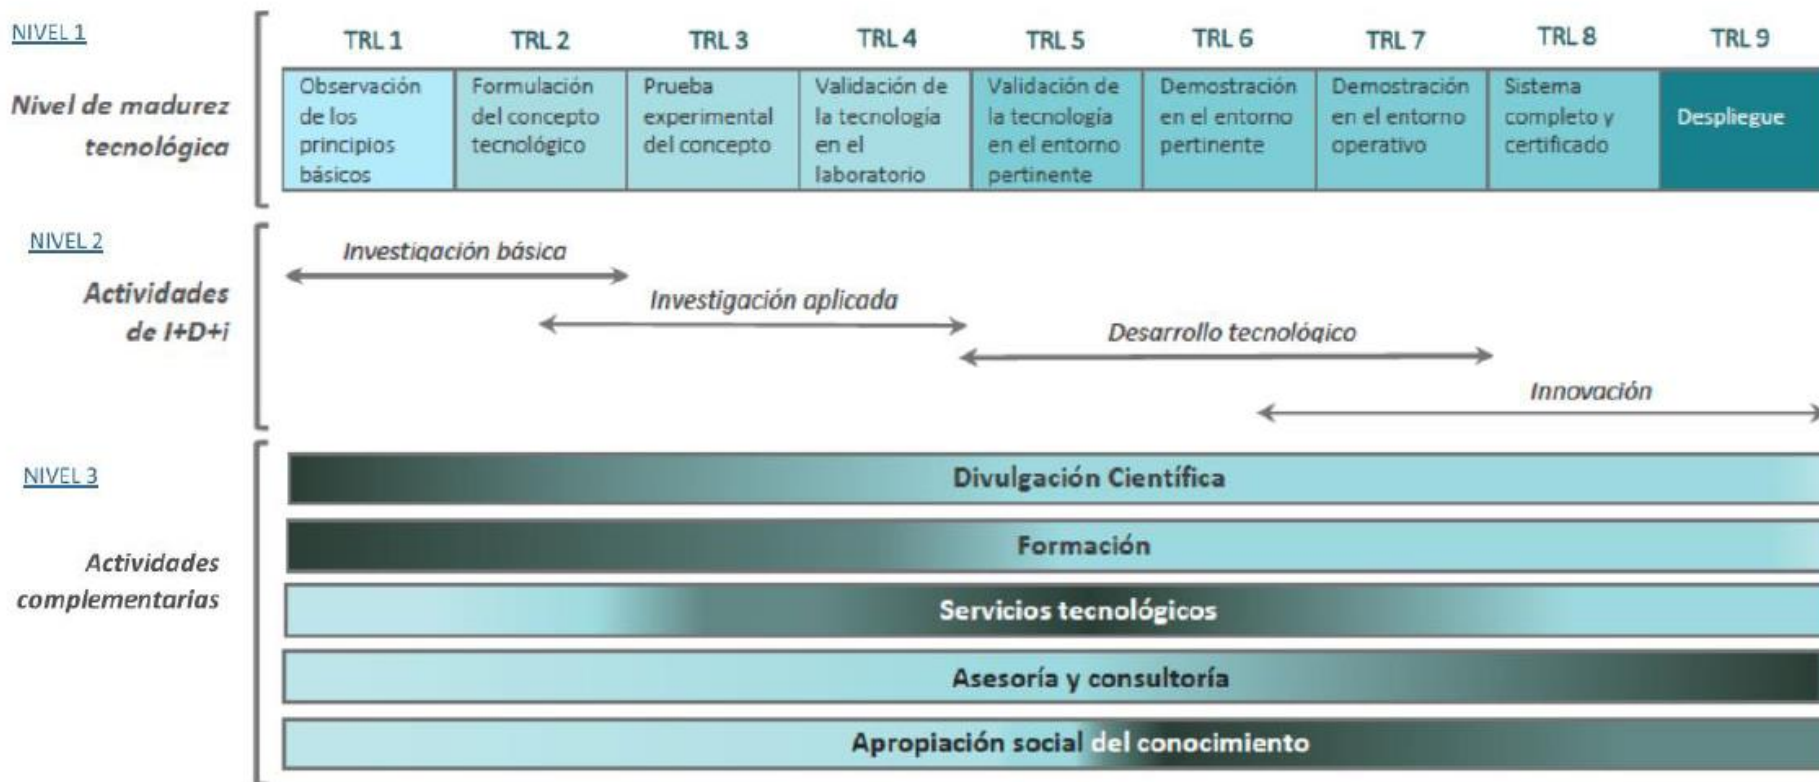 NIVEL 1
Nivel de madurez
tecnológica
TRL 1
TRL 2
TRL 3
TRL 4
TRL 5
TRL 6
TRL 7
TRL 8
TRL 9
Observación
de los
principios
básicos
Formulación
del concepto
tecnológico
Prueba
experimental
del concepto
Validación de
la tecnología
en el
laboratorio
Validación de
la tecnología
en el entorno
pertinente
Demostración
en el entorno
pertinente
Demostración
en el entorno
operativo
Sistema
completo y
certificado
Despliegue
NIVEL 2
Actividades
de I+D+i
Investigación básica
Investigación aplicada
Desarrollo tecnológico
Innovación
NIVEL 3
Actividades
complementarias
Divulgación Científica
Formación
Servicios tecnológicos
Asesoría y consultoría
Apropiación social del conocimiento